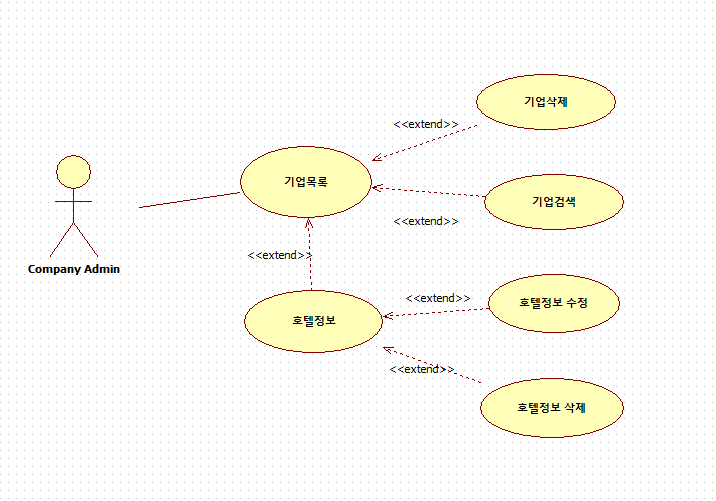 기업삭제
<<extend>>
기업목록
기업검색
<<extend>>
Company Admin
<<extend>>
호텔정보
<<extend>>
호텔정보 수정
<<extend>>
호텔정보 삭제